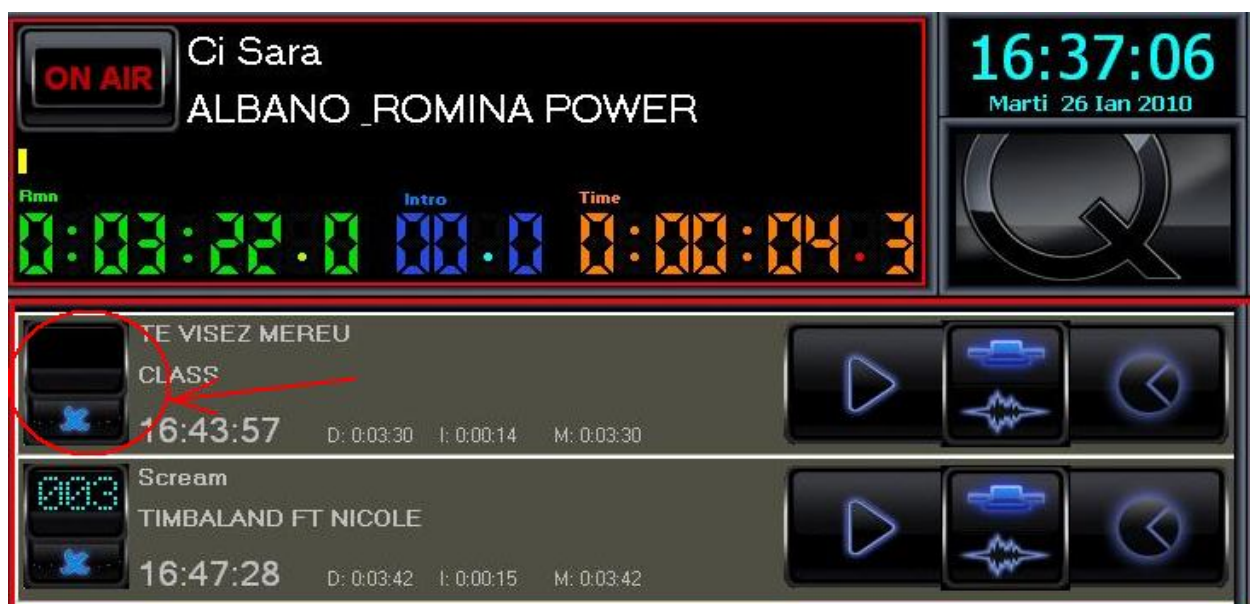 ON AIR
Ci Sara
ALBANO _ROMINA POWER
16:37:06
Marti 26 Ian 2010
Rmn
Intro
Time
0:03:22.0
00.0
0:00:04.3
Q
TE VISEZ MEREU
CLASS
16:43:57 D: 0:03:30 I: 0:00:14 M: 0:03:30
003
Scream
TIMBALAND FT NICOLE
16:47:28 D: 0:03:42 I: 0:00:15 M: 0:03:42